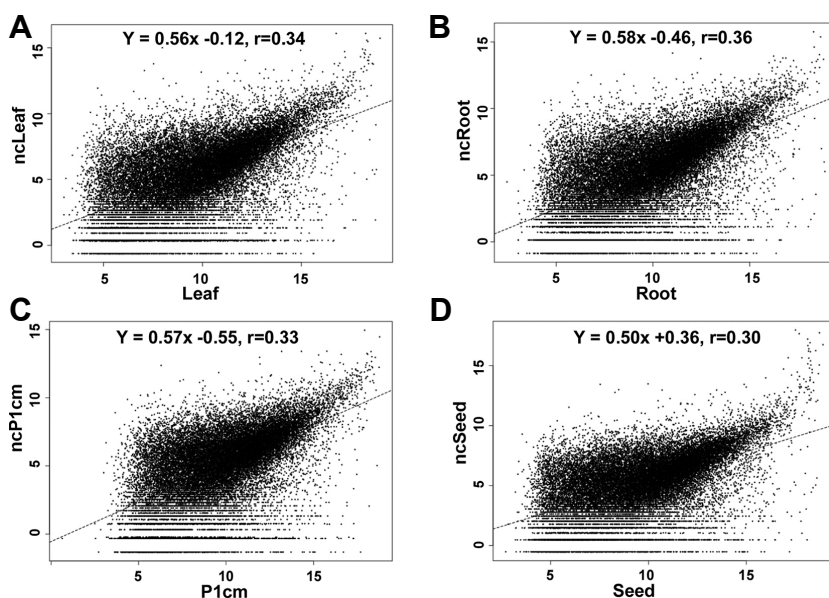 A
Y = 0.56x -0.12, r=0.34
ncLeaf
15
10
5
0
5 10 15
Leaf
B
Y = 0.58x -0.46, r=0.36
ncRoot
15
10
5
0
5 10 15
Root
C
Y = 0.57x -0.55, r=0.33
ncP1cm
15
10
5
0
5 10 15
P1cm
D
Y = 0.50x +0.36, r=0.30
ncSeed
15
10
5
0
5 10 15
Seed